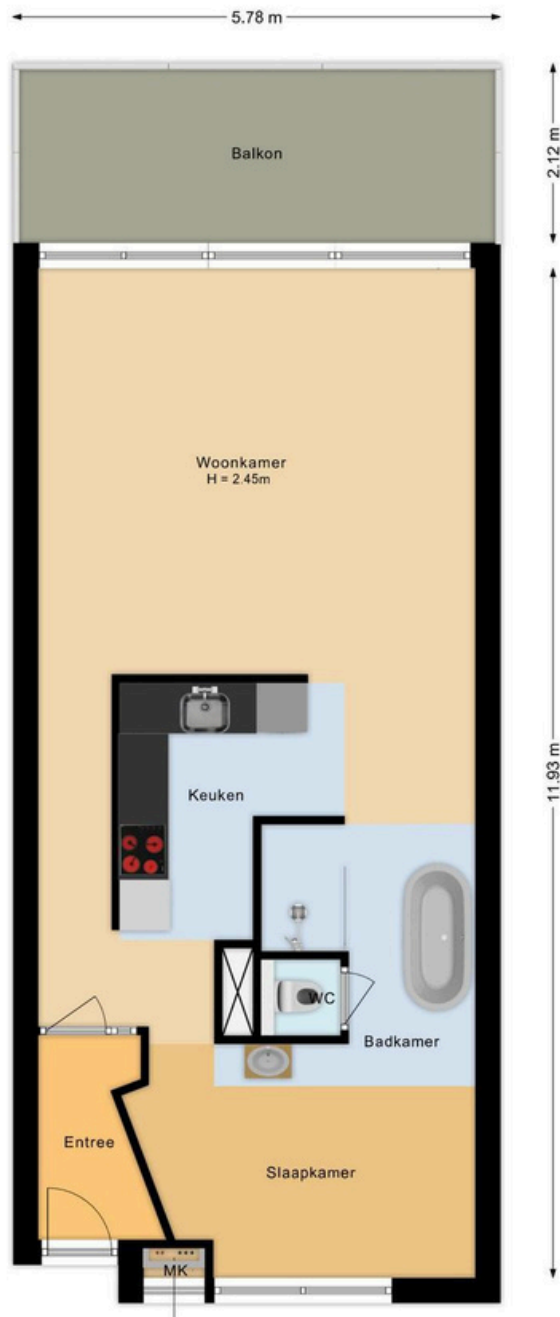 5.78 m
2.12 m
Balkon
Woonkamer
H = 2.45m
11.93 m
Keuken
WC
Badkamer
Entree
Slaapkamer
MK